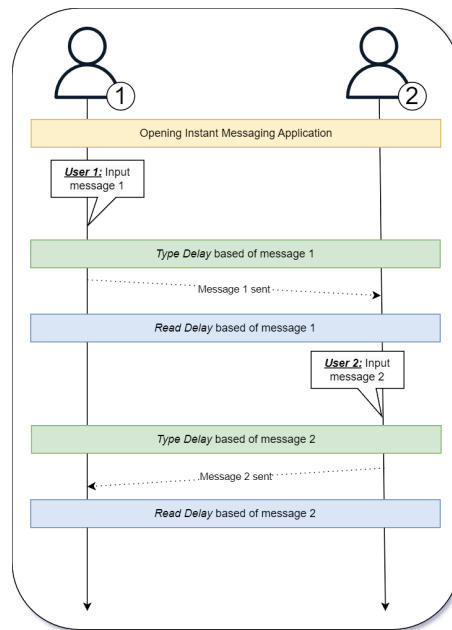 1
2
Opening Instant Messaging Application
User 1: Input
message 1
Type Delay based of message 1
Message 1 sent
Read Delay based of message 1
User 2: Input
message 2
Type Delay based of message 2
Message 2 sent
Read Delay based of message 2